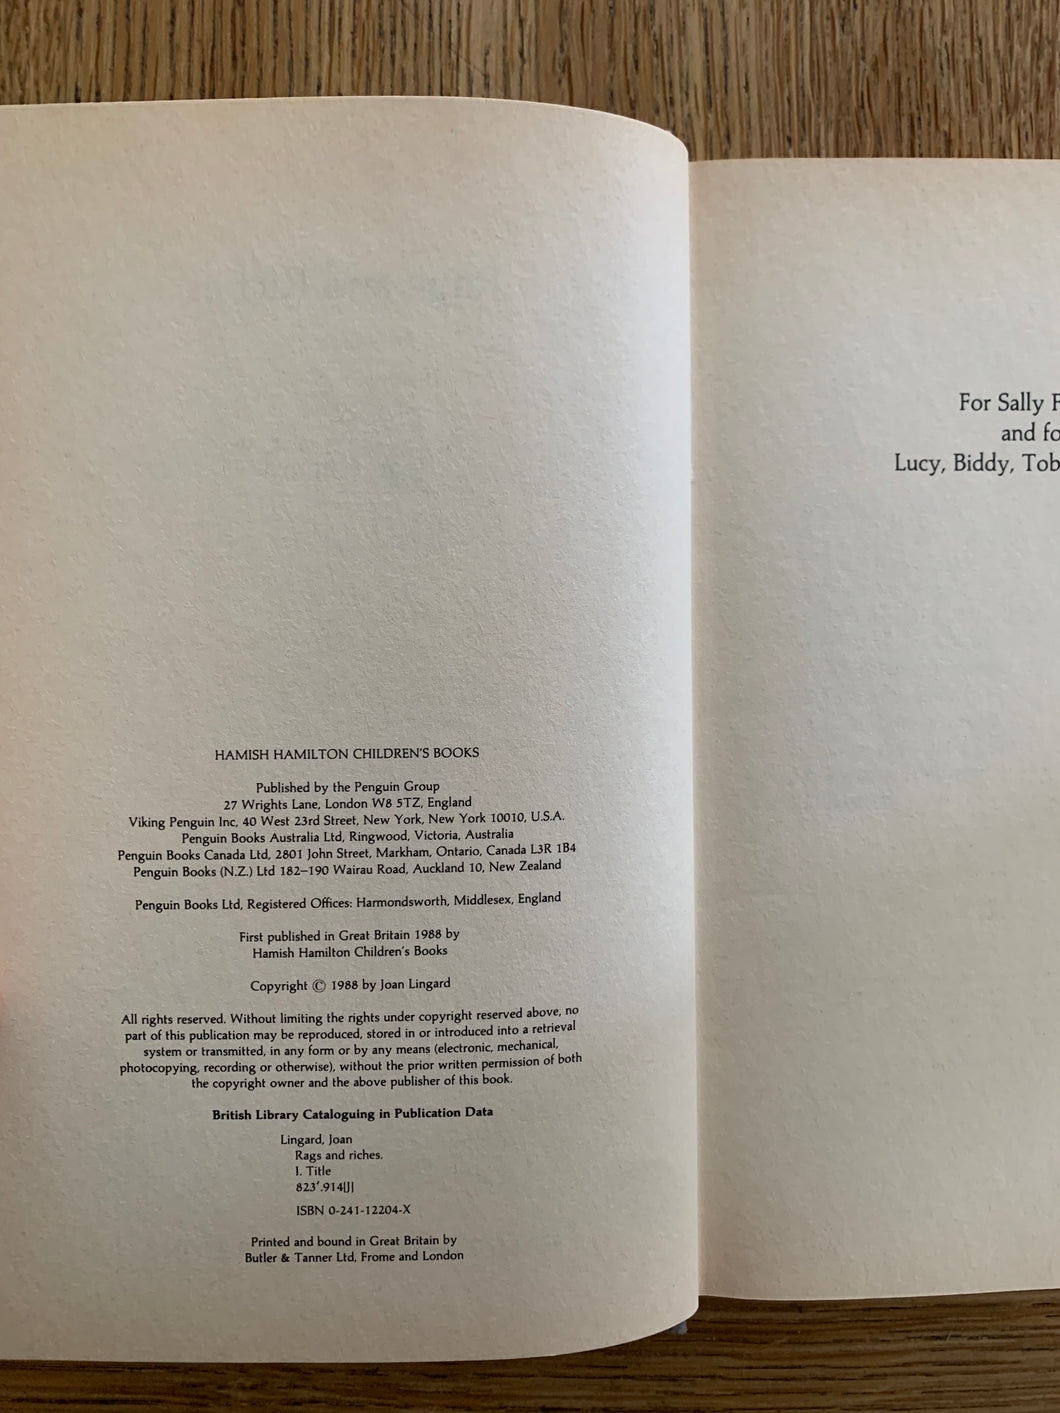 HAMISH HAMILTON CHILDREN'S BOOKS
Published by the Penguin Group
27 Wrights Lane, London W8 5TZ, England
Viking Penguin Inc, 40 West 23rd Street, New York, New York 10010, U.S.A.
Penguin Books Australia Ltd, Ringwood, Victoria, Australia
Penguin Books Canada Ltd, 2801 John Street, Markham, Ontario, Canada L3R 1B4
Penguin Books (N.Z.) Ltd 182–190 Wairau Road, Auckland 10, New Zealand
Penguin Books Ltd, Registered Offices: Harmondsworth, Middlesex, England
First published in Great Britain 1988 by
Hamish Hamilton Children's Books
Copyright © 1988 by Joan Lingard
All rights reserved. Without limiting the rights under copyright reserved above, no
part of this publication may be reproduced, stored in or introduced into a retrieval
system or transmitted, in any form or by any means (electronic, mechanical,
photocopying, recording or otherwise), without the prior written permission of both
the copyright owner and the above publisher of this book.
British Library Cataloguing in Publication Data
Lingard, Joan
Rags and riches.
I. Title
823'.914[J]
ISBN 0-241-12204-X
Printed and bound in Great Britain by
Butler & Tanner Ltd, Frome and London
For Sally F
and fo
Lucy, Biddy, Tob